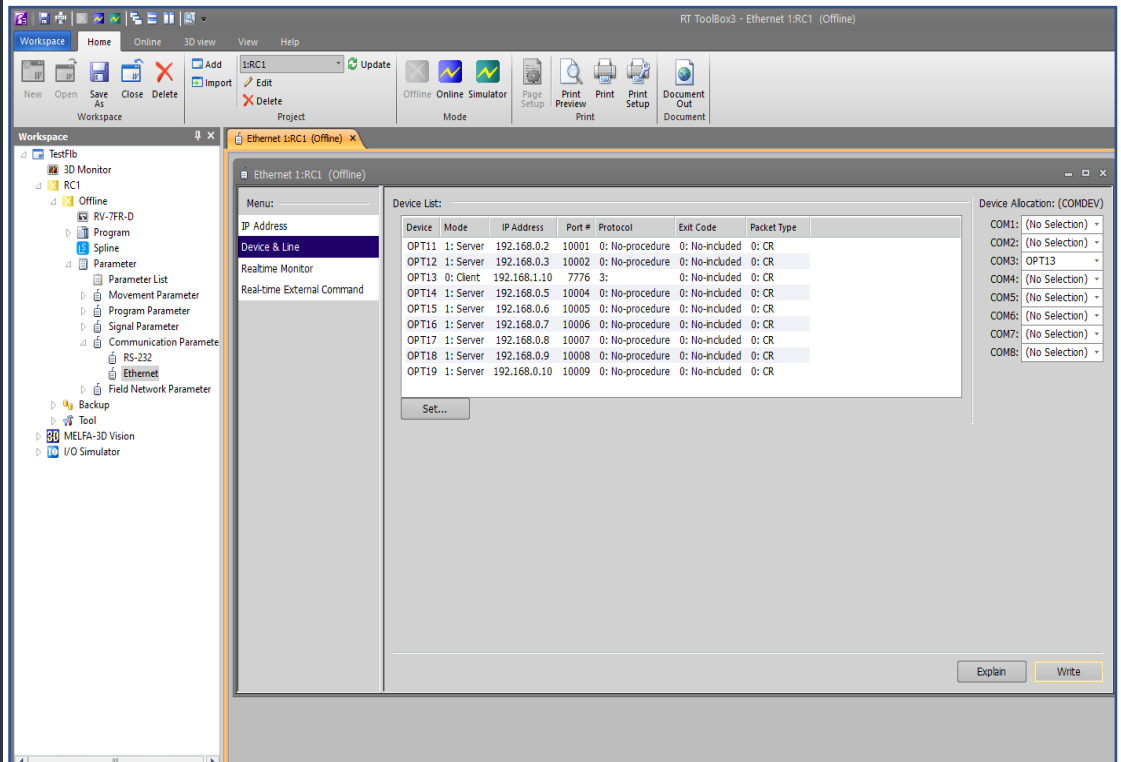 RT ToolBox3 - Ethernet 1:RC1 (Offline)
Workspace Home Online 3D view View Help
New Open Save As Close Delete
Workspace
Add
Import
1:RC1 Update
Edit
Delete
Project
Offline Online Simulator
Mode
Page Setup Print Preview Print Print Setup
Print
Document Out
Document
Workspace
TestFlb
3D Monitor
RC1
Offline
RV-7FR-D
Program
Spline
Parameter
Parameter List
Movement Parameter
Program Parameter
Signal Parameter
Communication Paramete
RS-232
Ethernet
Field Network Parameter
Backup
Tool
MELFA-3D Vision
I/O Simulator
Ethernet 1:RC1 (Offline) x
Ethernet 1:RC1 (Offline)
Menu:
IP Address
Device & Line
Realtime Monitor
Real-time External Command
Device List:
Device Mode IP Address Port # Protocol Exit Code Packet Type
OPT11 1: Server 192.168.0.2 10001 0: No-procedure 0: No-included 0: CR
OPT12 1: Server 192.168.0.3 10002 0: No-procedure 0: No-included 0: CR
OPT13 0: Client 192.168.1.10 7776 3: 0: No-included 0: CR
OPT14 1: Server 192.168.0.5 10004 0: No-procedure 0: No-included 0: CR
OPT15 1: Server 192.168.0.6 10005 0: No-procedure 0: No-included 0: CR
OPT16 1: Server 192.168.0.7 10006 0: No-procedure 0: No-included 0: CR
OPT17 1: Server 192.168.0.8 10007 0: No-procedure 0: No-included 0: CR
OPT18 1: Server 192.168.0.9 10008 0: No-procedure 0: No-included 0: CR
OPT19 1: Server 192.168.0.10 10009 0: No-procedure 0: No-included 0: CR
Set...
Device Allocation: (COMDEV)
COM1: (No Selection)
COM2: (No Selection)
COM3: OPT13
COM4: (No Selection)
COM5: (No Selection)
COM6: (No Selection)
COM7: (No Selection)
COM8: (No Selection)
Explain Write